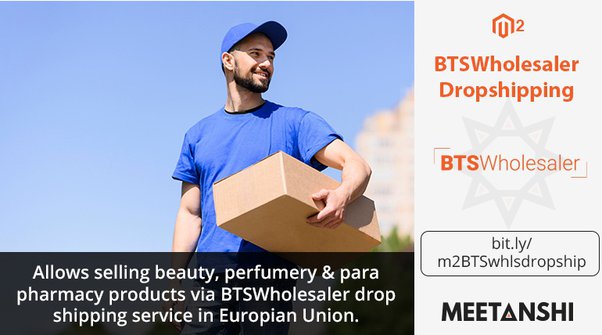 Allows selling beauty, perfumery & para
pharmacy products via BTSWholesaler drop
shipping service in Europian Union.
2
BTSWholesaler
Dropshipping
BTSWholesaler
bit.ly/
m2BTSwhlsdropship
MEETANSHI